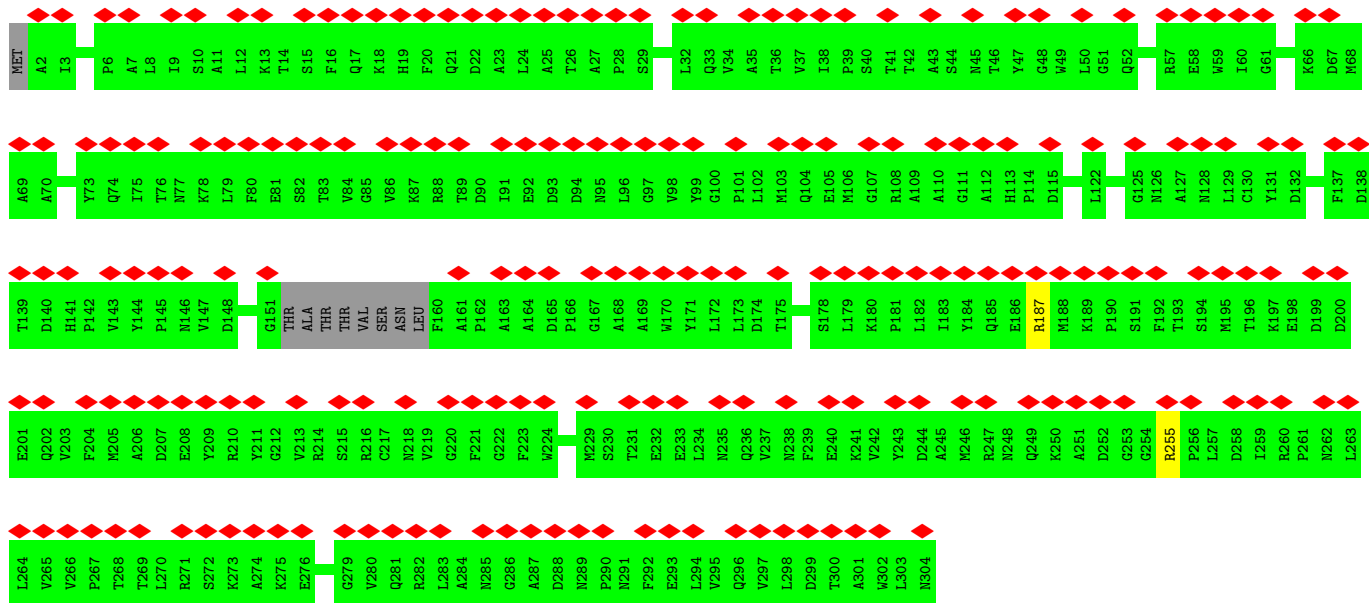 MET A2 I3 P6 A7 L8 I9 S10 A11 L12 K13 T14 S15 F16 Q17 K18 H19 F20 Q21 D22 A23 L24 A25 T26 A27 P28 S29 L32 Q33 V34 A35 T36 V37 I38 P39 S40 T41 T42 A43 S44 N45 T46 Y47 G48 W49 L50 G51 Q52 R57 E58 W59 I60 G61 K66 D67 M68
A69 A70 Y73 Q74 I75 T76 N77 K78 L79 F80 E81 S82 T83 V84 G85 V86 K87 R88 T89 D90 I91 E92 D93 D94 N95 L96 G97 V98 Y99 G100 P101 L102 M103 Q104 E105 M106 G107 R108 A109 A110 G111 A112 H113 P114 D115 L122 G125 N126 A127 N128 L129 C130 Y131 D132 F137 D138
T139 D140 H141 P142 V143 Y144 P145 N146 V147 D148 G151 THR ALA THR THR VAL SER ASN LEU F160 A161 P162 A163 A164 D165 P166 G167 A168 A169 W170 Y171 L172 L173 D174 T175 S178 L179 K180 P181 L182 I183 Y184 Q185 E186 R187 M188 K189 P190 S191 F192 T193 S194 M195 T196 K197 E198 D199 D200
E201 Q202 V203 F204 M205 A206 D207 E208 Y209 R210 Y211 G212 V213 R214 S215 R216 C217 N218 V219 G220 F221 G222 F223 W224 M229 S230 T231 E232 E233 L234 N235 Q236 V237 N238 F239 E240 K241 V242 Y243 D244 A245 M246 R247 N248 Q249 K250 A251 D252 G253 G254 R255 P256 L257 D258 I259 R260 P261 N262 L263
L264 V265 V266 P267 T268 T269 L270 R271 S272 K273 A274 K275 E276 G279 V280 Q281 R282 L283 A284 N285 G286 A287 D288 N289 P290 N291 F292 E293 L294 V295 Q296 V297 L298 D299 T300 A301 W302 L303 N304